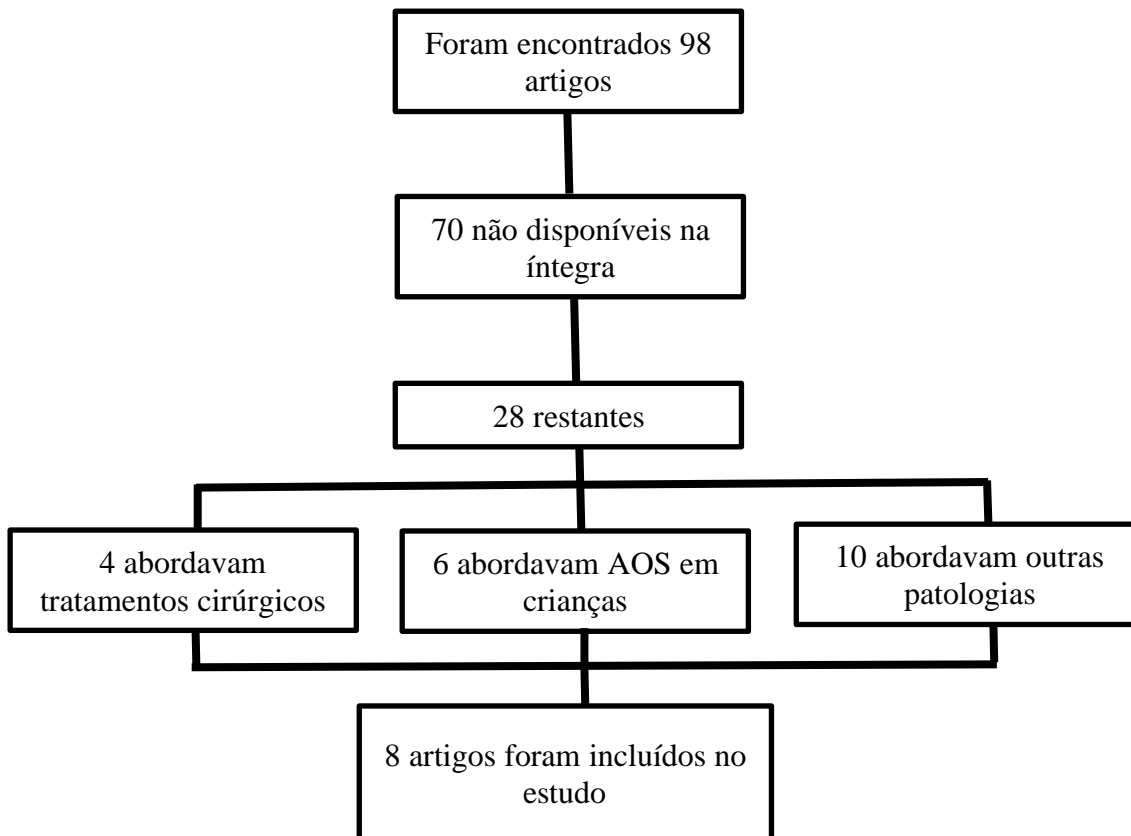 Foram encontrados 98
artigos
70 não disponíveis na
íntegra
28 restantes
4 abordavam
tratamentos cirúrgicos
6 abordavam AOS em
crianças
10 abordavam outras
patologias
8 artigos foram incluídos no
estudo